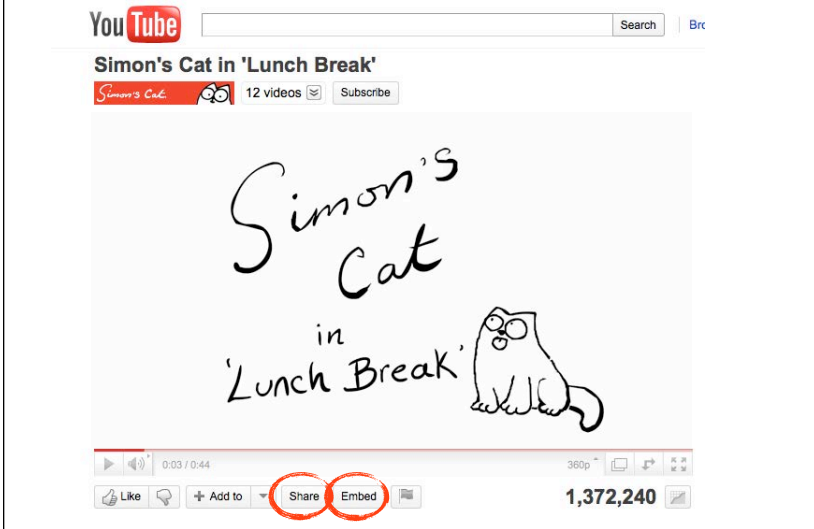 YouTube
Search
Brc
Simon's Cat in 'Lunch Break'
Simon's Cat. 12 videos Subscribe
Simon's
Cat
in
'Lunch Break'
0:03 / 0:44 360p
Like Add to Share Embed 1,372,240